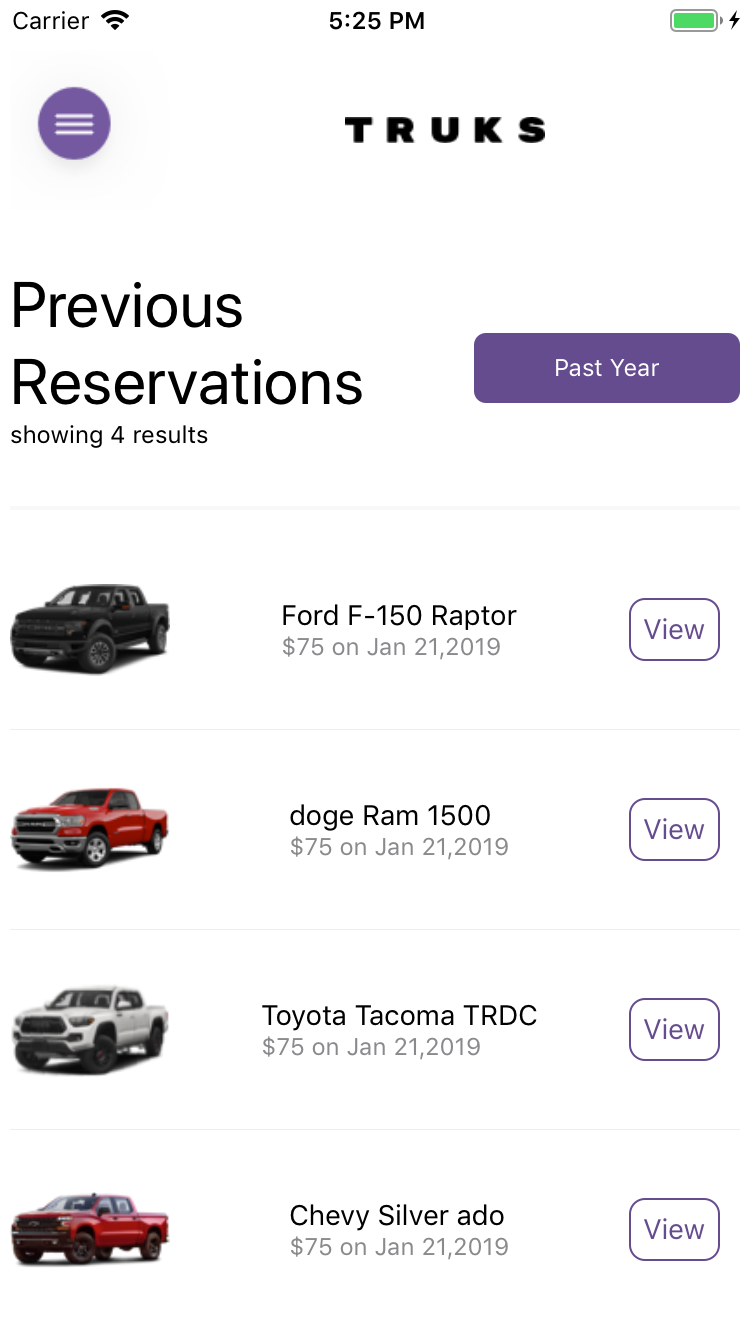 Carrier 5:25 PM
TRUKS
Previous
Reservations
showing 4 results
Past Year
Ford F-150 Raptor
$75 on Jan 21,2019
View
doge Ram 1500
$75 on Jan 21,2019
View
Toyota Tacoma TRDC
$75 on Jan 21,2019
View
Chevy Silver ado
$75 on Jan 21,2019
View